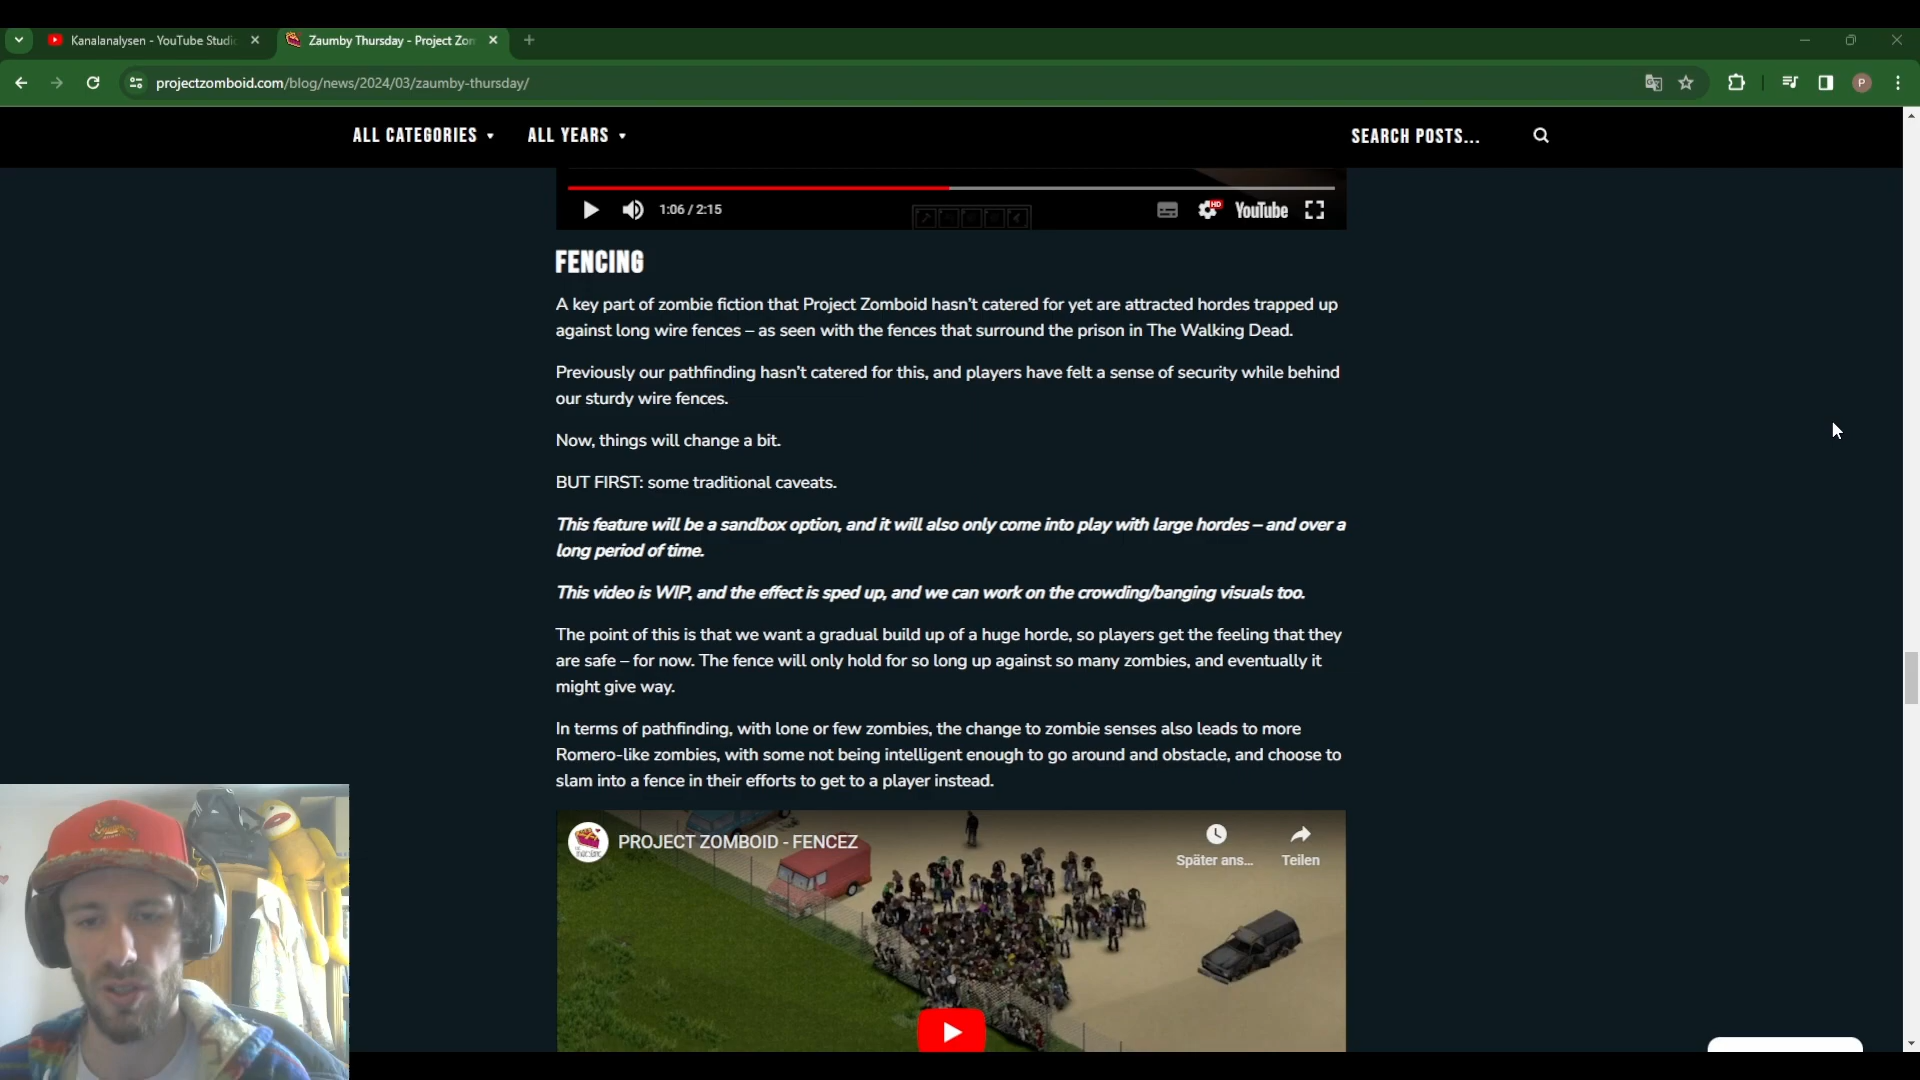 Kanalanalysen - YouTube Studi
Zaumby Thursday - Project Zon
projectzomboid.com/blog/news/2024/03/zaumby-thursday/
P
ALL CATEGORIES
ALL YEARS
SEARCH POSTS...
1:06 / 2:15
HD
YouTube
FENCING
A key part of zombie fiction that Project Zomboid hasn't catered for yet are attracted hordes trapped up
against long wire fences – as seen with the fences that surround the prison in The Walking Dead.
Previously our pathfinding hasn't catered for this, and players have felt a sense of security while behind
our sturdy wire fences.
Now, things will change a bit.
BUT FIRST: some traditional caveats.
This feature will be a sandbox option, and it will also only come into play with large hordes – and over a
long period of time.
This video is WIP, and the effect is sped up, and we can work on the crowding/banging visuals too.
The point of this is that we want a gradual build up of a huge horde, so players get the feeling that they
are safe – for now. The fence will only hold for so long up against so many zombies, and eventually it
might give way.
In terms of pathfinding, with lone or few zombies, the change to zombie senses also leads to more
Romero-like zombies, with some not being intelligent enough to go around and obstacle, and choose to
slam into a fence in their efforts to get to a player instead.
PROJECT ZOMBOID - FENCEZ
Später ans...
Teilen